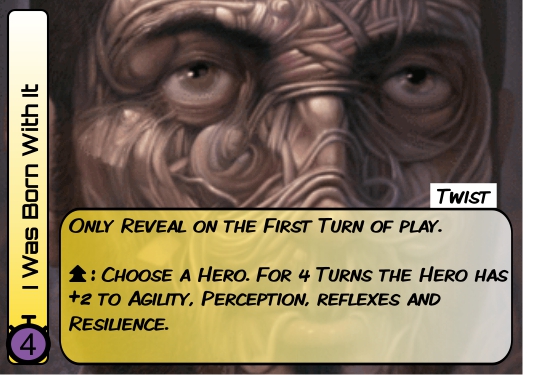 I Was Born With It
Twist
Only Reveal on the First Turn of play.
: Choose a Hero. For 4 Turns the Hero has
+2 to Agility, Perception, reflexes and
Resilience.
4